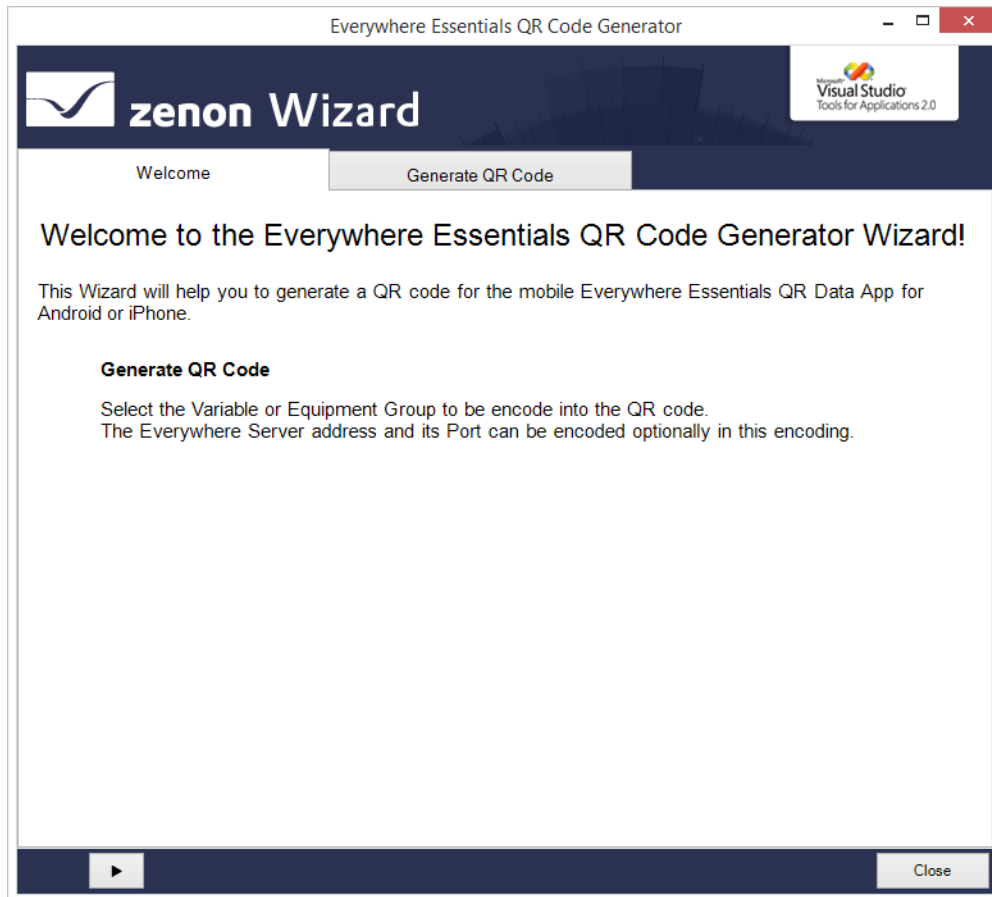 Everywhere Essentials QR Code Generator
zenon Wizard
Microsoft
Visual Studio
Tools for Applications 2.0
Welcome
Generate QR Code
Welcome to the Everywhere Essentials QR Code Generator Wizard!
This Wizard will help you to generate a QR code for the mobile Everywhere Essentials QR Data App for
Android or iPhone.
Generate QR Code
Select the Variable or Equipment Group to be encode into the QR code.
The Everywhere Server address and its Port can be encoded optionally in this encoding.
Close